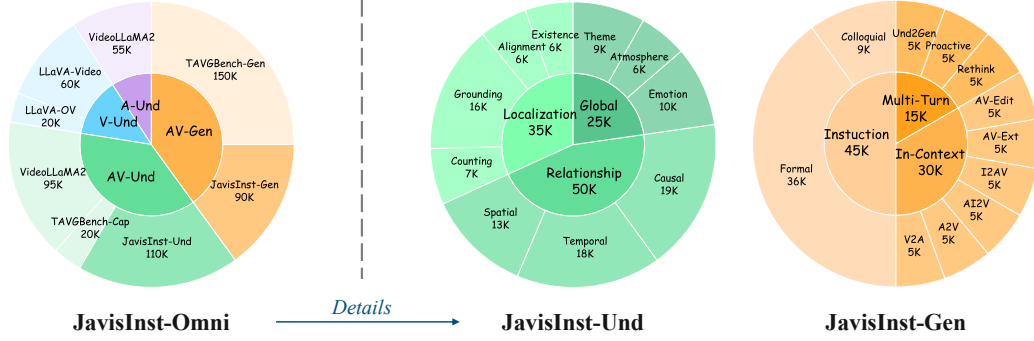 VideoLLaMA2
55K
LLaVA-Video
60K
LLaVA-OV
20K
VideoLLaMA2
95K
TAVGBench-Cap
20K
JavisInst-Und
110K
JavisInst-Gen
90K
TAVGBench-Gen
150K
A-Und
V-Und
AV-Gen
AV-Und
JavisInst-Omni
Details
Existence
6K
Alignment
6K
Grounding
16K
Counting
7K
Spatial
13K
Temporal
18K
Causal
19K
Emotion
10K
Atmosphere
6K
Theme
9K
Localization
35K
Global
25K
Relationship
50K
JavisInst-Und
Colloquial
9K
Formal
36K
Und2Gen
5K
Proactive
5K
Rethink
5K
AV-Edit
5K
AV-Ext
5K
I2AV
5K
AI2V
5K
A2V
5K
V2A
5K
Instuction
45K
Multi-Turn
15K
In-Context
30K
JavisInst-Gen